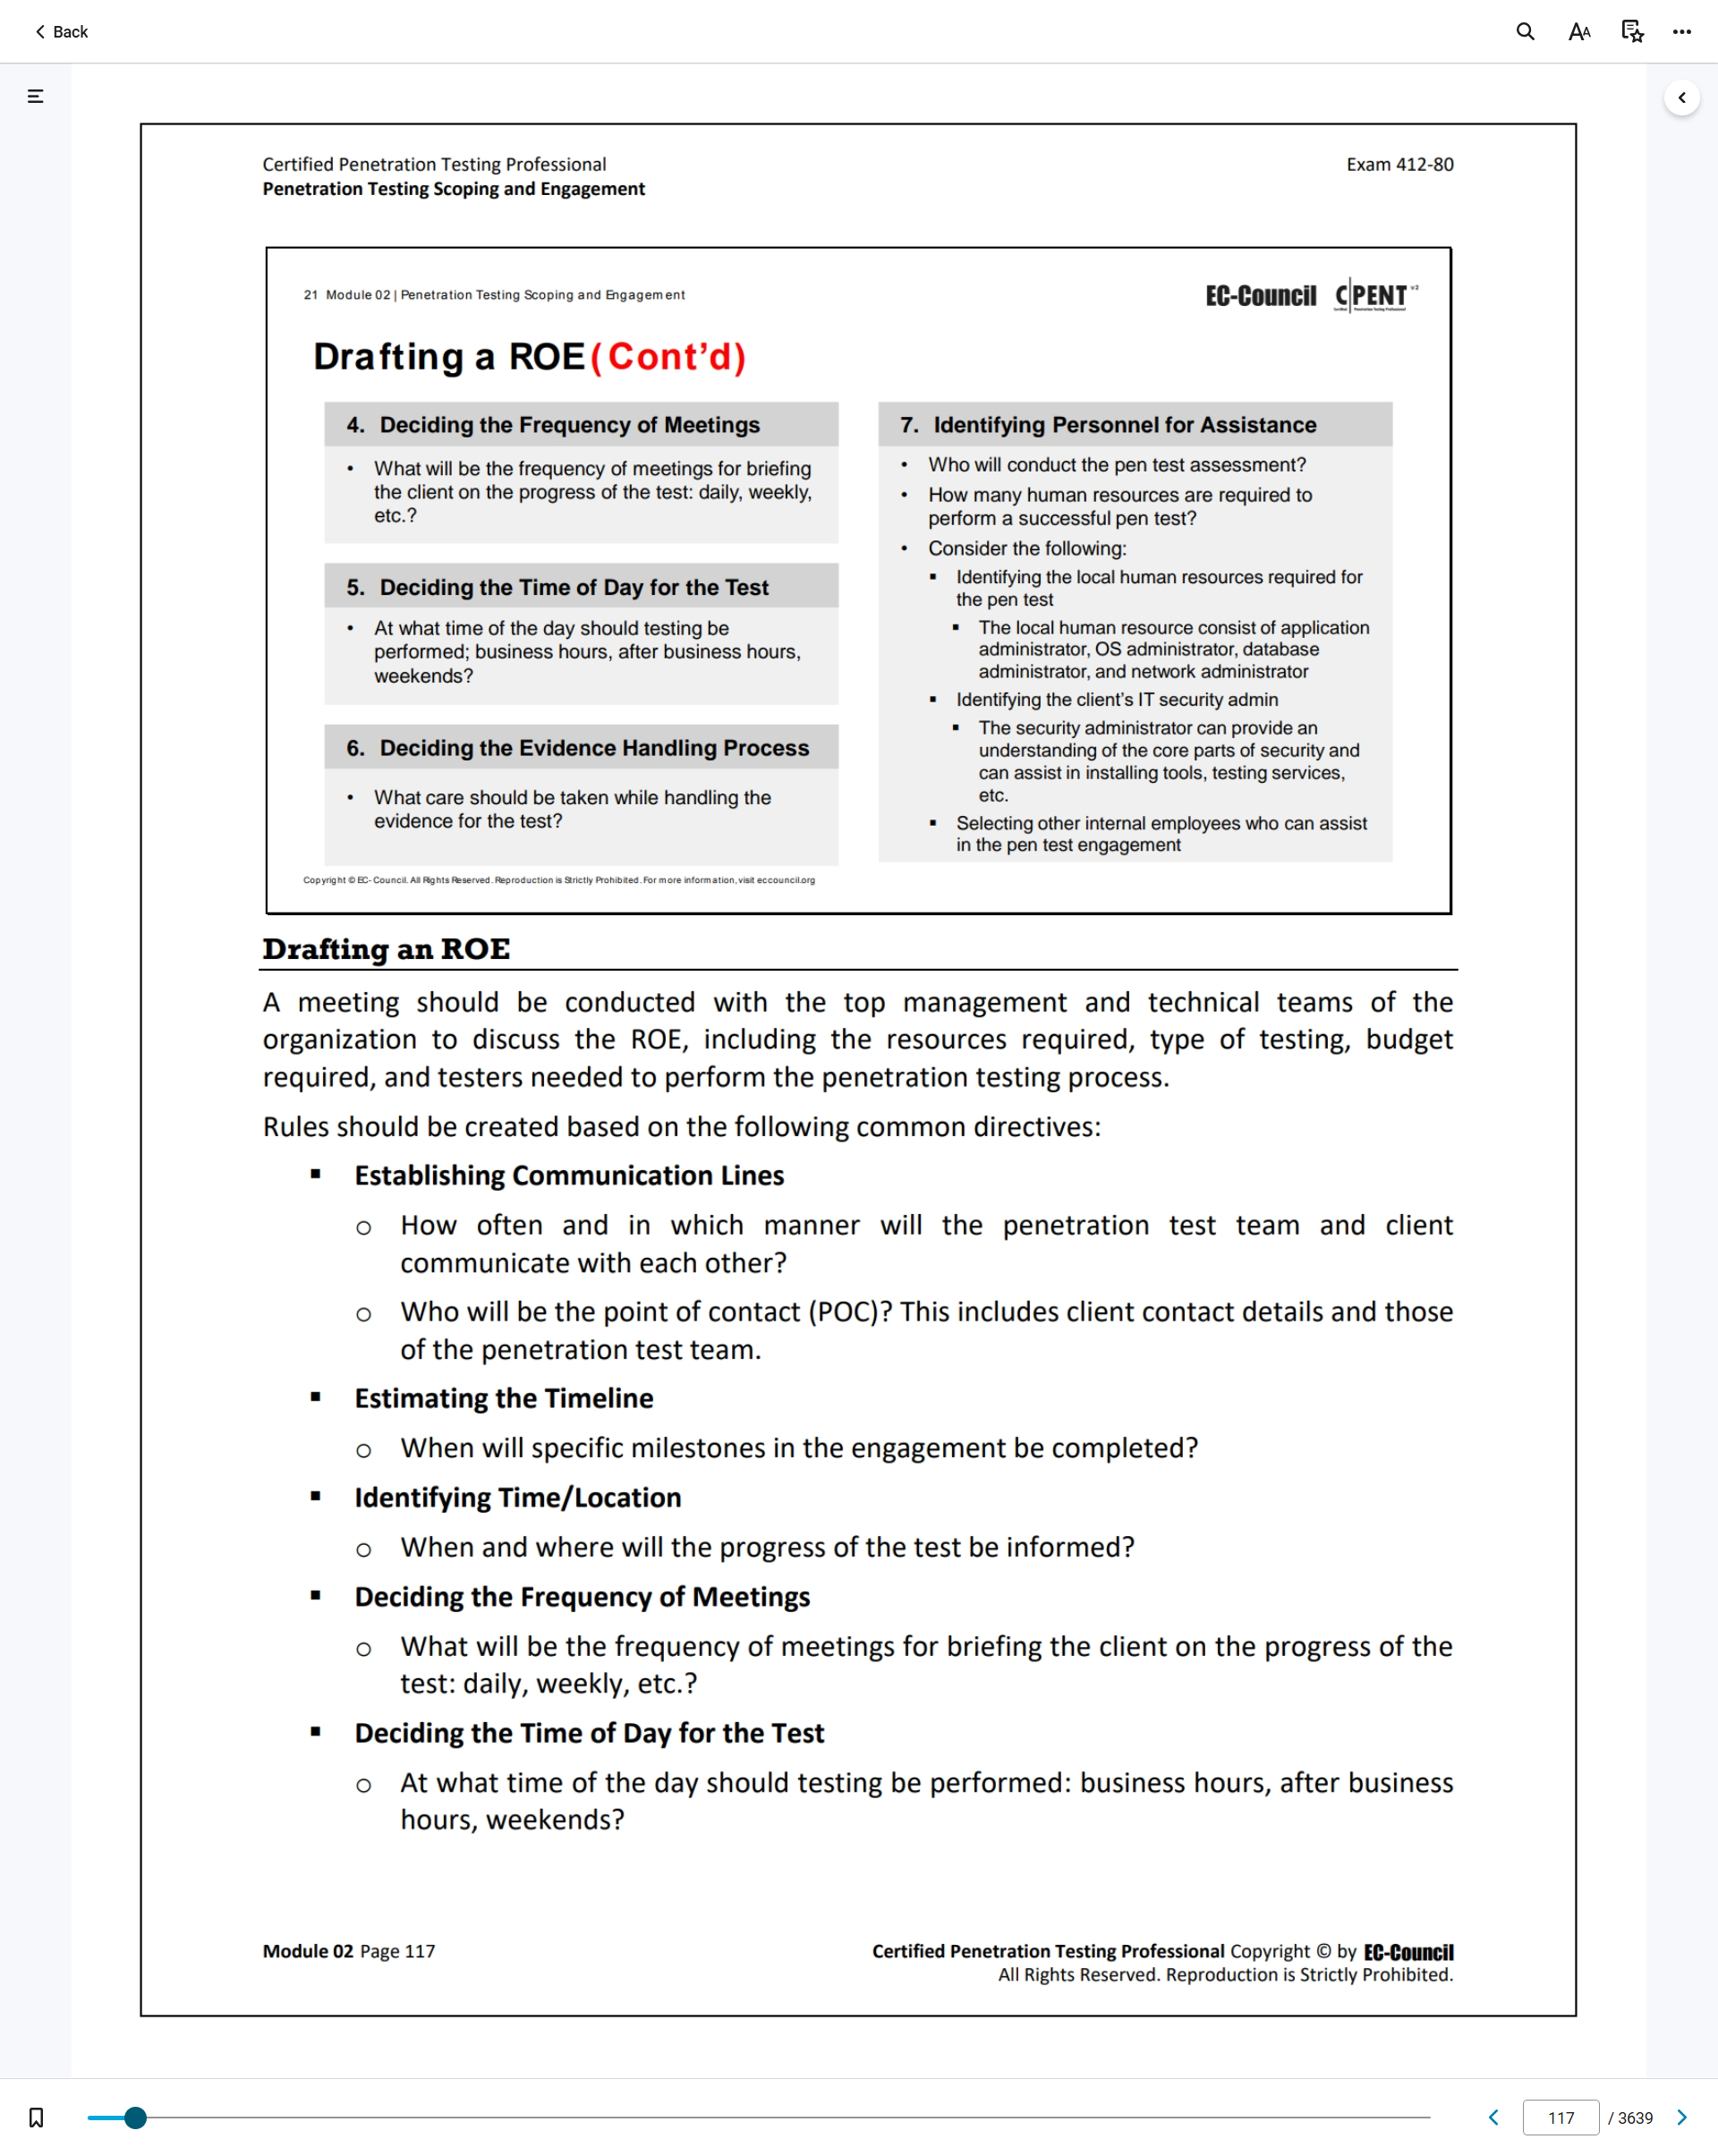 Back
Certified Penetration Testing Professional
Exam 412-80
Penetration Testing Scoping and Engagement
21 Module 02 | Penetration Testing Scoping and Engagement
EC-Council C|PENT v2
Drafting a ROE (Cont’d)
4. Deciding the Frequency of Meetings
• What will be the frequency of meetings for briefing
the client on the progress of the test: daily, weekly,
etc.?
5. Deciding the Time of Day for the Test
• At what time of the day should testing be
performed; business hours, after business hours,
weekends?
6. Deciding the Evidence Handling Process
• What care should be taken while handling the
evidence for the test?
7. Identifying Personnel for Assistance
• Who will conduct the pen test assessment?
• How many human resources are required to
perform a successful pen test?
• Consider the following:
▪ Identifying the local human resources required for
the pen test
▪ The local human resource consist of application
administrator, OS administrator, database
administrator, and network administrator
▪ Identifying the client’s IT security admin
▪ The security administrator can provide an
understanding of the core parts of security and
can assist in installing tools, testing services,
etc.
▪ Selecting other internal employees who can assist
in the pen test engagement
Copyright © EC-Council. All Rights Reserved. Reproduction is Strictly Prohibited. For more information, visit eccouncil.org
Drafting an ROE
A meeting should be conducted with the top management and technical teams of the
organization to discuss the ROE, including the resources required, type of testing, budget
required, and testers needed to perform the penetration testing process.
Rules should be created based on the following common directives:
▪ Establishing Communication Lines
o How often and in which manner will the penetration test team and client
communicate with each other?
o Who will be the point of contact (POC)? This includes client contact details and those
of the penetration test team.
▪ Estimating the Timeline
o When will specific milestones in the engagement be completed?
▪ Identifying Time/Location
o When and where will the progress of the test be informed?
▪ Deciding the Frequency of Meetings
o What will be the frequency of meetings for briefing the client on the progress of the
test: daily, weekly, etc.?
▪ Deciding the Time of Day for the Test
o At what time of the day should testing be performed: business hours, after business
hours, weekends?
Module 02 Page 117
Certified Penetration Testing Professional Copyright © by EC-Council
All Rights Reserved. Reproduction is Strictly Prohibited.
117 / 3639